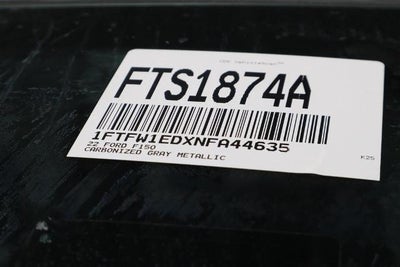 FTS1874A
1FTFW1EDXNFA44635
22 FORD F150
CARBONIZED GRAY METALLIC
K25